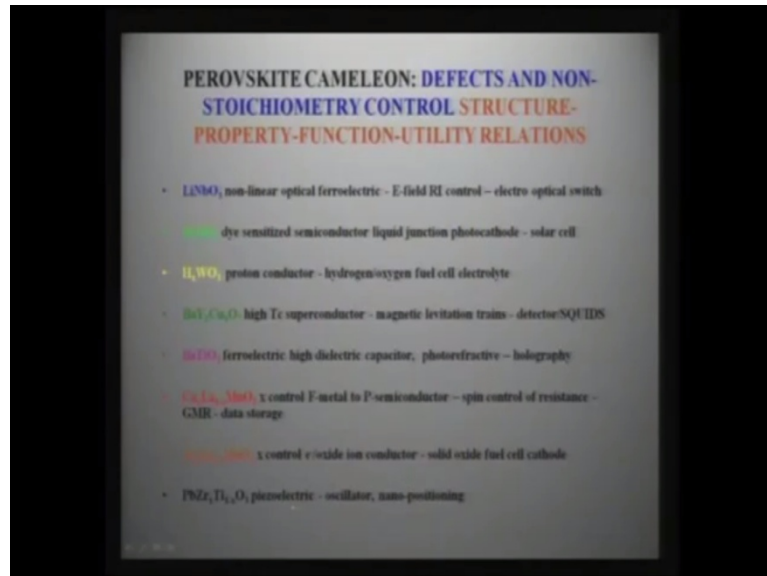 PEROVSKITE CAMELEON: DEFECTS AND NON-
STOICHIOMETRY CONTROL STRUCTURE-
PROPERTY-FUNCTION-UTILITY RELATIONS
• LiNbO₃ non-linear optical ferroelectric - E-field RI control – electro optical switch
dye sensitized semiconductor liquid junction photocathode - solar cell
• HₓWO₃ proton conductor - hydrogen/oxygen fuel cell electrolyte
• high Tc superconductor - magnetic levitation trains - detector/SQUIDS
• BaTiO₃ ferroelectric high dielectric capacitor, photorefractive – holography
• x control F-metal to P-semiconductor – spin control of resistance –
GMR - data storage
x control e/oxide ion conductor - solid oxide fuel cell cathode
• PbZrₓTi₁₋ₓO₃ piezoelectric - oscillator, nano-positioning